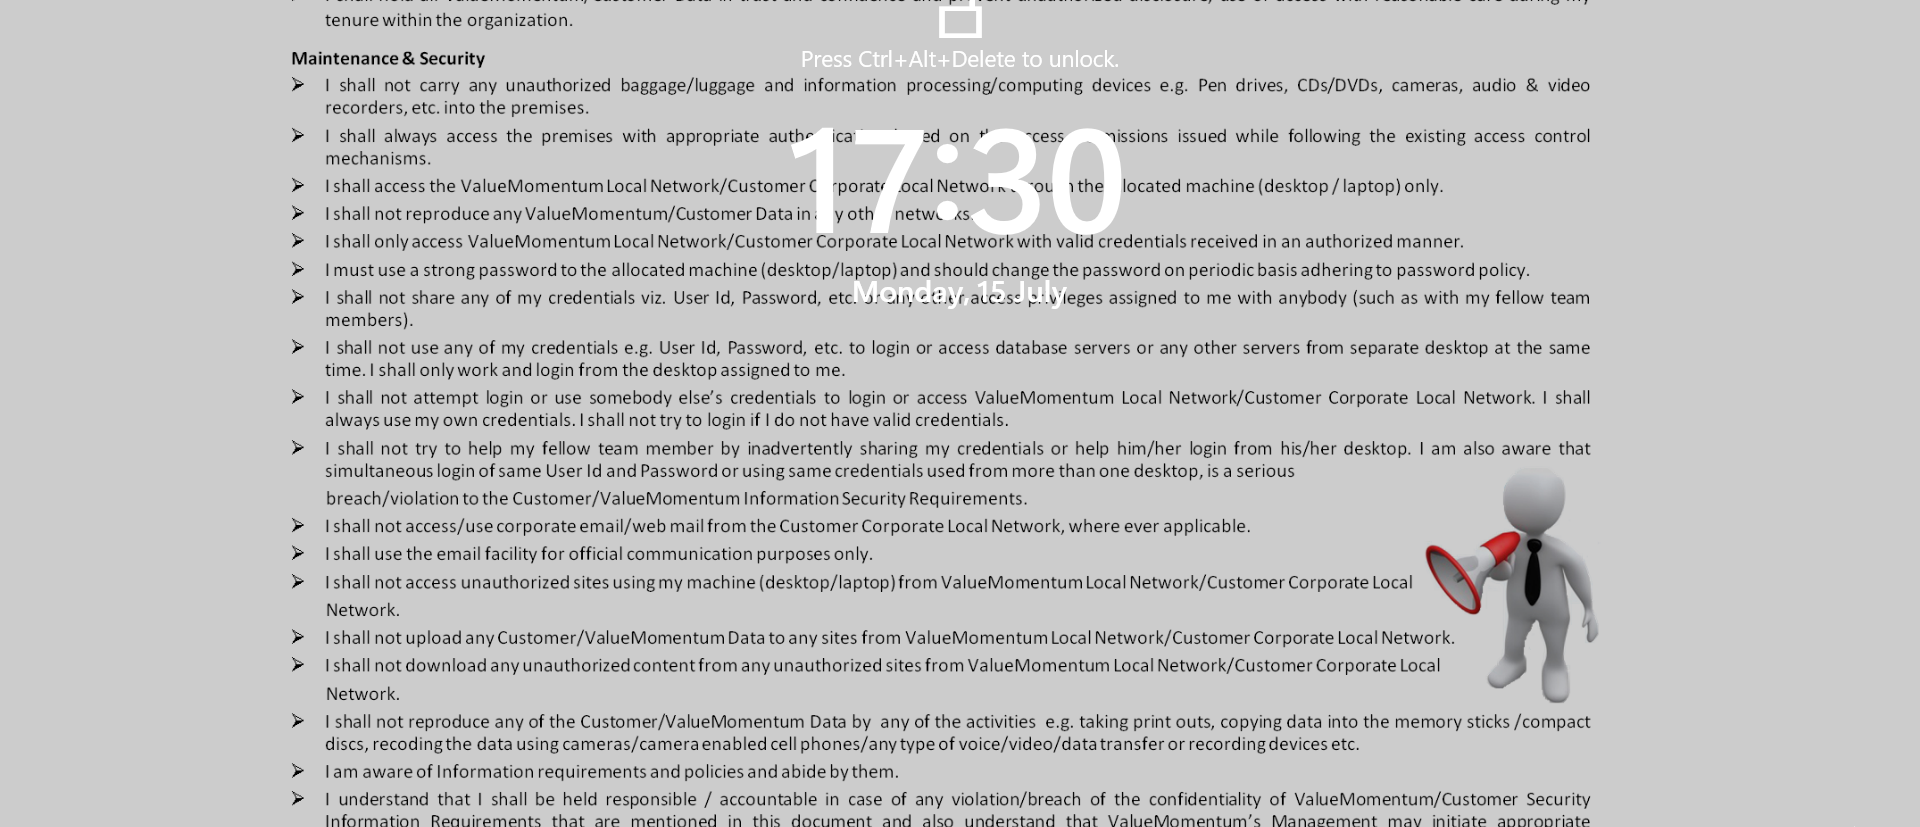 tenure within the organization.
Press Ctrl+Alt+Delete to unlock.
17:30
Monday, 15 July
Maintenance & Security
➢ I shall not carry any unauthorized baggage/luggage and information processing/computing devices e.g. Pen drives, CDs/DVDs, cameras, audio & video
recorders, etc. into the premises.
➢ I shall always access the premises with appropriate on issued while following the existing access control
mechanisms.
➢ I shall access the ValueMomentum Local Network/Customer Corporate Local Network through the allocated machine (desktop / laptop) only.
➢ I shall not reproduce any ValueMomentum/Customer Data in any other networks.
➢ I shall only access ValueMomentum Local Network/Customer Corporate Local Network with valid credentials received in an authorized manner.
➢ I must use a strong password to the allocated machine (desktop/laptop) and should change the password on periodic basis adhering to password policy.
➢ I shall not share any of my credentials viz. User Id, Password, etc. or any other access privileges assigned to me with anybody (such as with my fellow team
members).
➢ I shall not use any of my credentials e.g. User Id, Password, etc. to login or access database servers or any other servers from separate desktop at the same
time. I shall only work and login from the desktop assigned to me.
➢ I shall not attempt login or use somebody else’s credentials to login or access ValueMomentum Local Network/Customer Corporate Local Network. I shall
always use my own credentials. I shall not try to login if I do not have valid credentials.
➢ I shall not try to help my fellow team member by inadvertently sharing my credentials or help him/her login from his/her desktop. I am also aware that
simultaneous login of same User Id and Password or using same credentials used from more than one desktop, is a serious
breach/violation to the Customer/ValueMomentum Information Security Requirements.
➢ I shall not access/use corporate email/web mail from the Customer Corporate Local Network, where ever applicable.
➢ I shall use the email facility for official communication purposes only.
➢ I shall not access unauthorized sites using my machine (desktop/laptop) from ValueMomentum Local Network/Customer Corporate Local
Network.
➢ I shall not upload any Customer/ValueMomentum Data to any sites from ValueMomentum Local Network/Customer Corporate Local Network.
➢ I shall not download any unauthorized content from any unauthorized sites from ValueMomentum Local Network/Customer Corporate Local
Network.
➢ I shall not reproduce any of the Customer/ValueMomentum Data by any of the activities e.g. taking print outs, copying data into the memory sticks /compact
discs, recoding the data using cameras/camera enabled cell phones/any type of voice/video/data transfer or recording devices etc.
➢ I am aware of Information requirements and policies and abide by them.
➢ I understand that I shall be held responsible / accountable in case of any violation/breach of the confidentiality of ValueMomentum/Customer Security
Information Requirements that are mentioned in this document and also understand that ValueMomentum’s Management may initiate appropriate